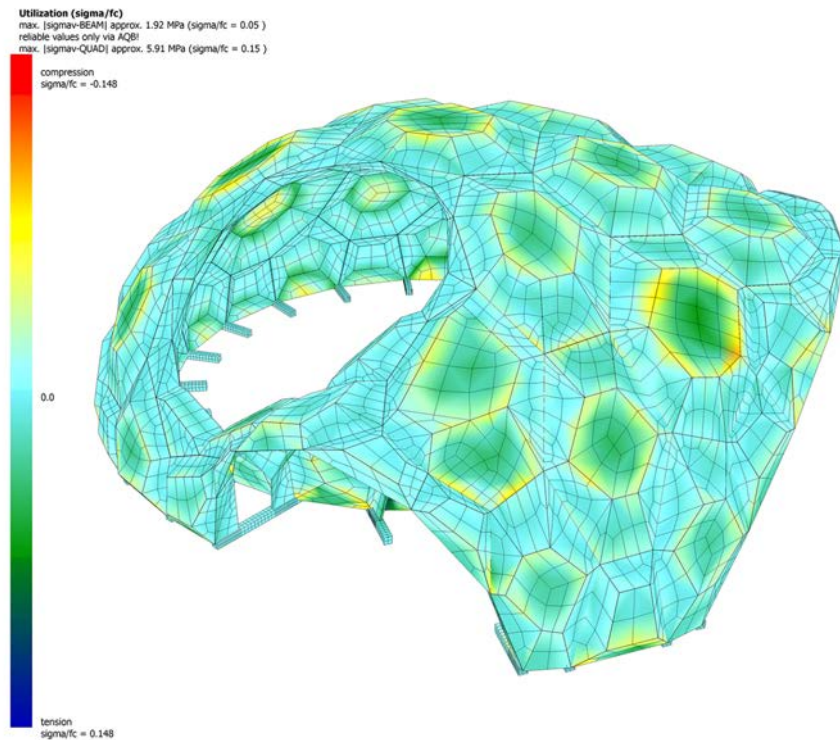 Utilization (sigma/fc)
max. |sigmav-BEAM| approx. 1.92 MPa (sigma/fc = 0.05 )
reliable values only via AQB!
max. |sigmav-QUAD| approx. 5.91 MPa (sigma/fc = 0.15 )
compression
sigma/fc = -0.148
0.0
tension
sigma/fc = 0.148